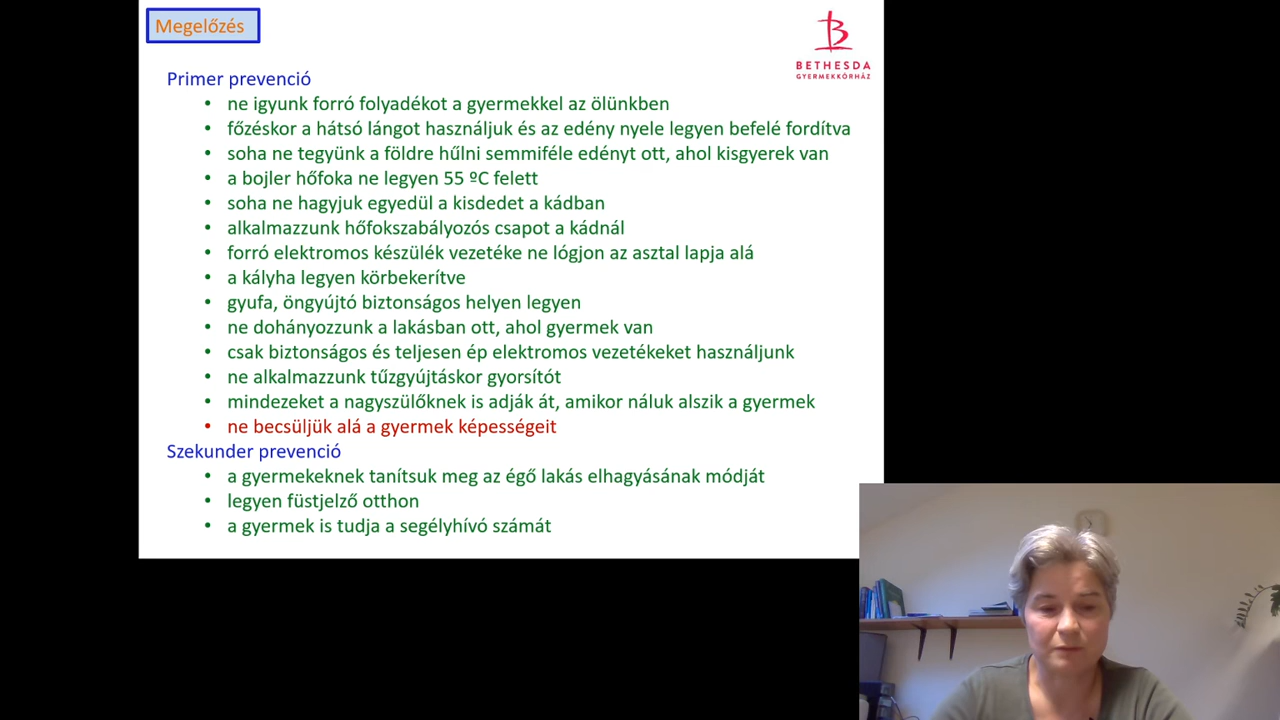 Megelőzés
BETHESDA
GYERMEKKÓRHÁZ
Primer prevenció
• ne igyunk forró folyadékot a gyermekkel az ölünkben
• főzéskor a hátsó lángot használjuk és az edény nyele legyen befelé fordítva
• soha ne tegyünk a földre hűlni semmiféle edényt ott, ahol kisgyerek van
• a bojler hőfoka ne legyen 55 ºC felett
• soha ne hagyjuk egyedül a kisdedet a kádban
• alkalmazzunk hőfokszabályozós csapot a kádnál
• forró elektromos készülék vezetéke ne lógjon az asztal lapja alá
• a kályha legyen körbekerítve
• gyufa, öngyújtó biztonságos helyen legyen
• ne dohányozzunk a lakásban ott, ahol gyermek van
• csak biztonságos és teljesen ép elektromos vezetékeket használjunk
• ne alkalmazzunk tűzgyújtáskor gyorsítót
• mindezeket a nagyszülőknek is adják át, amikor náluk alszik a gyermek
• ne becsüljük alá a gyermek képességeit
Szekunder prevenció
• a gyermekeknek tanítsuk meg az égő lakás elhagyásának módját
• legyen füstjelző otthon
• a gyermek is tudja a segélyhívó számát